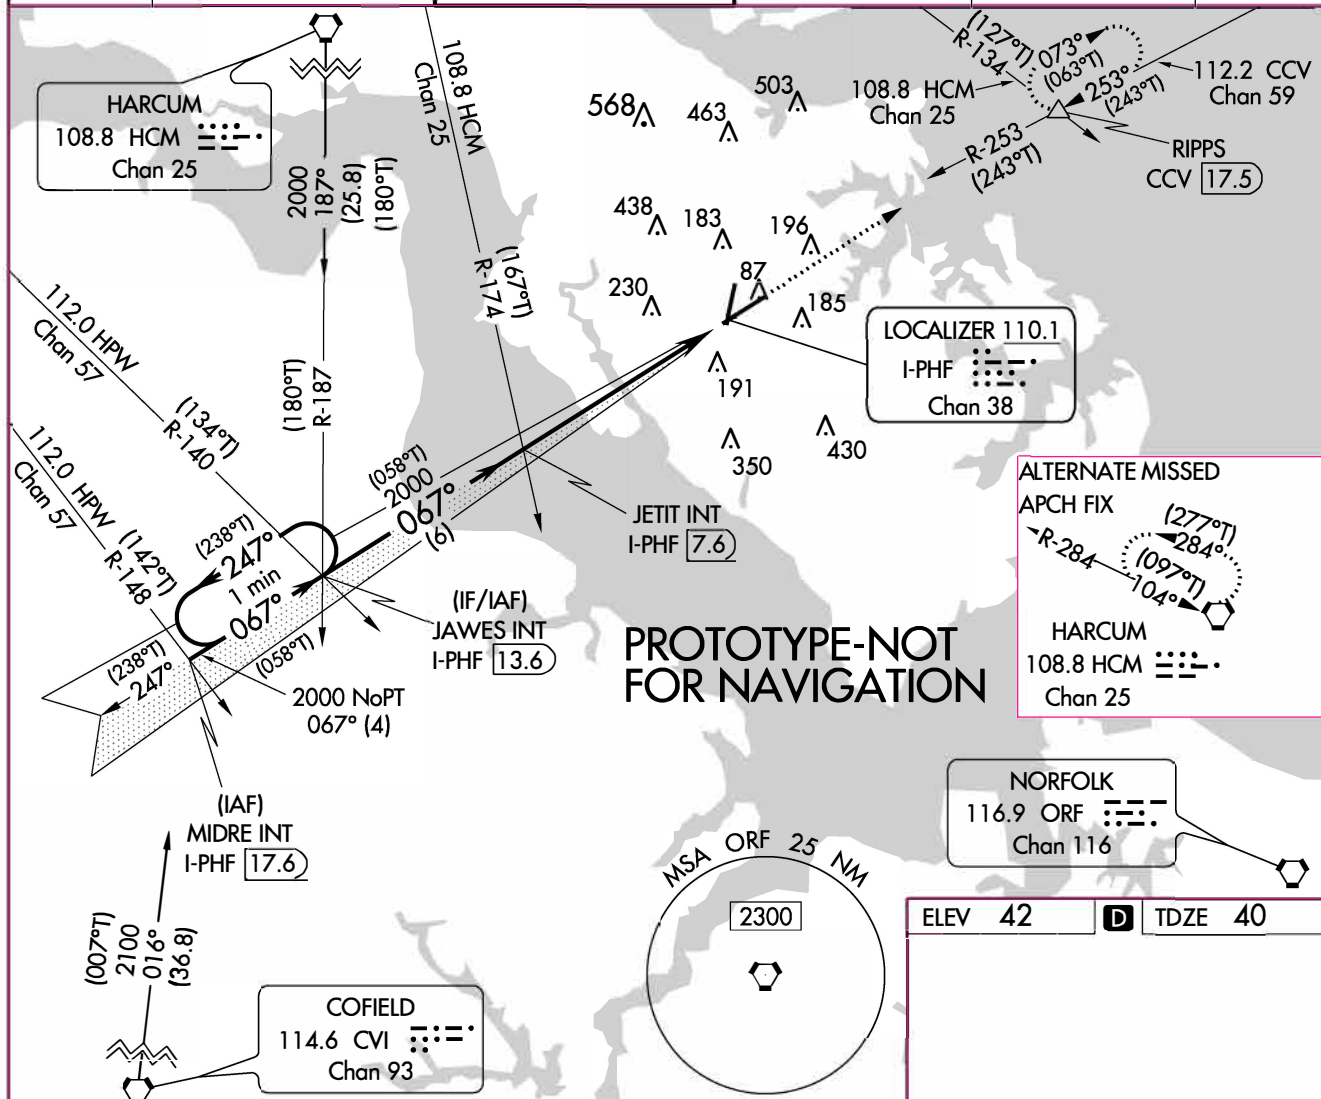 HARCUM
108.8 HCM
Chan 25
2000
187°
(25.8)
(180°T)
108.8 HCM
Chan 25
568
463
503
438
183
196
230
87
185
191
350
430
(127°T)
R-134
073°
(063°T)
253°
(243°T)
108.8 HCM
Chan 25
112.2 CCV
Chan 59
R-253
(243°T)
RIPPS
CCV 17.5
(167°T)
R-174
LOCALIZER 110.1
I-PHF
Chan 38
112.0 HPW
Chan 57
(134°T)
R-140
(180°T)
R-187
112.0 HPW
Chan 57
(142°T)
R-148
(058°T)
2000
067°
(6)
(238°T)
247°
1 min
067°
(058°T)
(238°T)
247°
JETIT INT
I-PHF 7.6
(IF/IAF)
JAWES INT
I-PHF 13.6
2000 NoPT
067° (4)
(IAF)
MIDRE INT
I-PHF 17.6
PROTOTYPE-NOT
FOR NAVIGATION
ALTERNATE MISSED
APCH FIX
(277°T)
284°
R-284
(097°T)
104°
HARCUM
108.8 HCM
Chan 25
NORFOLK
116.9 ORF
Chan 116
(007°T)
2100
016°
(36.8)
COFIELD
114.6 CVI
Chan 93
MSA ORF 25 NM
2300
ELEV 42 D TDZE 40